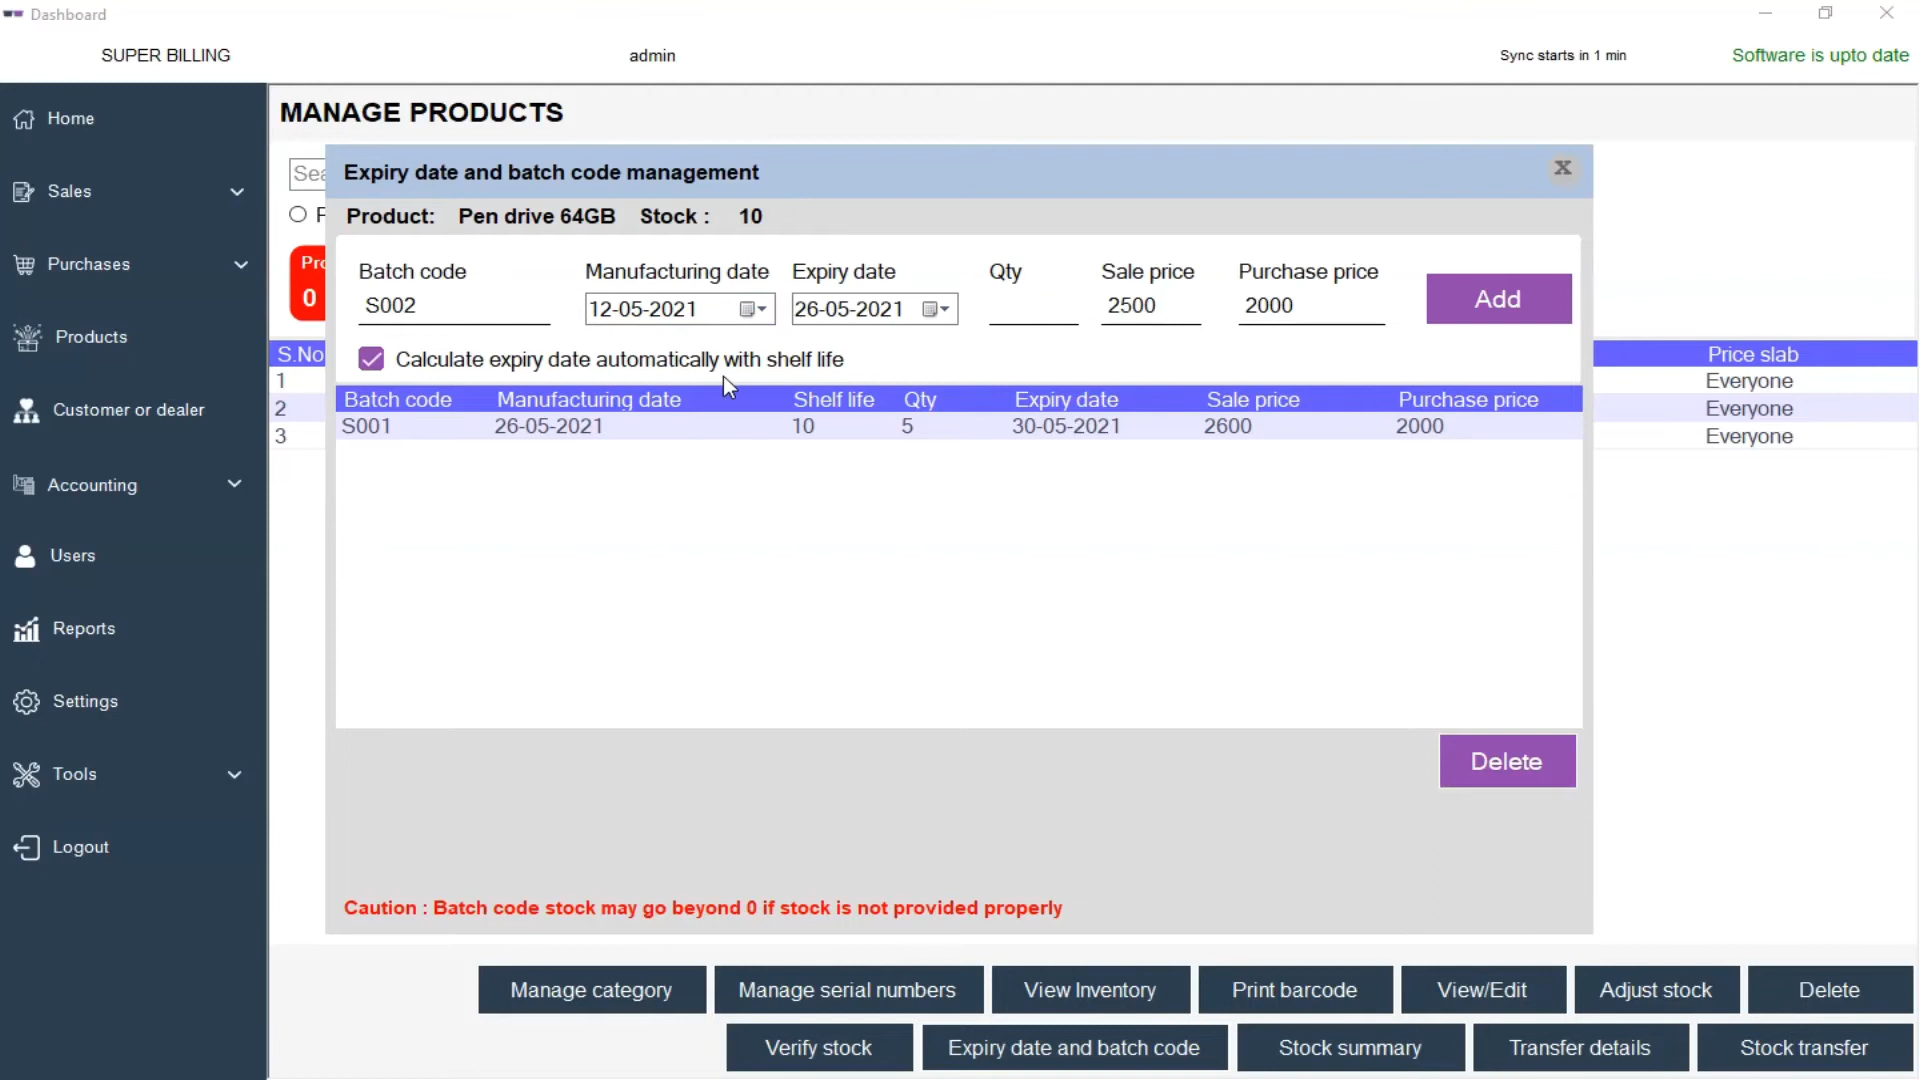 Dashboard
SUPER BILLING admin Sync starts in 1 min Software is upto date
Home
Sales
Purchases
Products
Customer or dealer
Accounting
Users
Reports
Settings
Tools
Logout
MANAGE PRODUCTS
Expiry date and batch code management X
Product: Pen drive 64GB Stock : 10
Batch code Manufacturing date Expiry date Qty Sale price Purchase price
S002 12-05-2021 26-05-2021 2500 2000 Add
Calculate expiry date automatically with shelf life
Batch code Manufacturing date Shelf life Qty Expiry date Sale price Purchase price
S001 26-05-2021 10 5 30-05-2021 2600 2000
Delete
Caution : Batch code stock may go beyond 0 if stock is not provided properly
0
S.No Price slab
1 Everyone
2 Everyone
3 Everyone
Manage category Manage serial numbers View Inventory Print barcode View/Edit Adjust stock Delete
Verify stock Expiry date and batch code Stock summary Transfer details Stock transfer